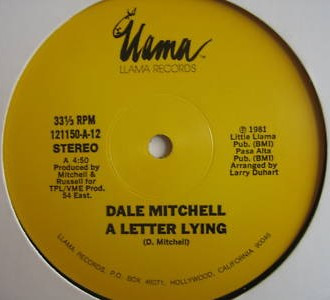 Llama™
LLAMA RECORDS
33⅓ RPM
121150-A-12
STEREO
A 4:50
Produced by
Mitchell &
Russell for
TPL/VME Prod.
54 East.
℗ 1981
Little Llama
Pub. (BMI)
Pasa Alta
Pub. (BMI)
Arranged by
Larry Duhart
DALE MITCHELL
A LETTER LYING
(D. Mitchell)
LLAMA RECORDS, P.O. BOX 46071, HOLLYWOOD, CALIFORNIA 90046